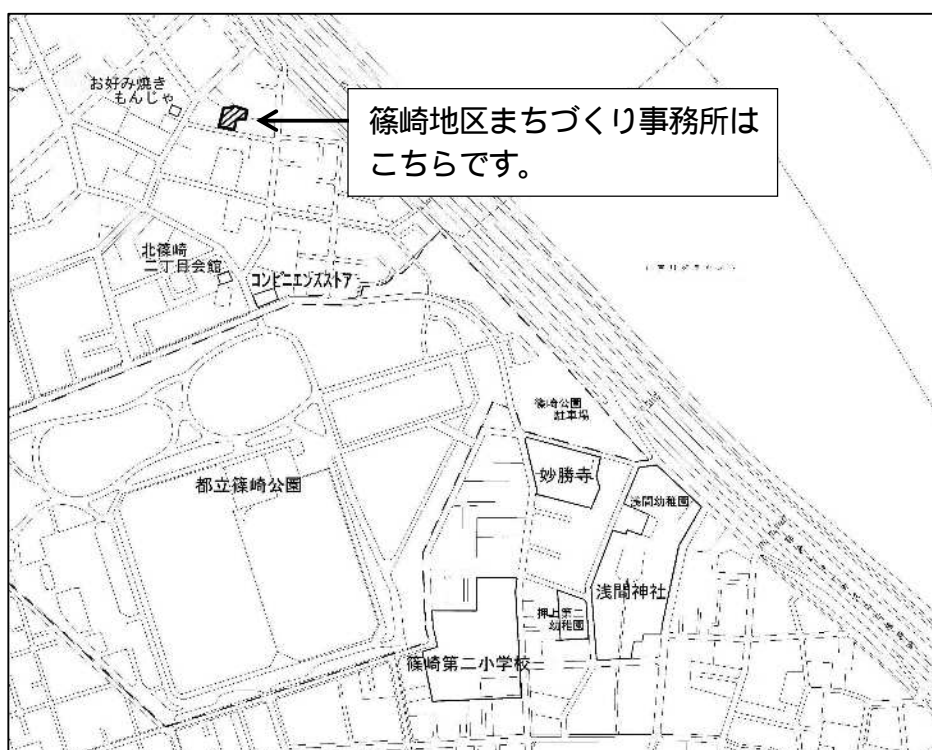 お好み焼き
もんじゃ
篠崎地区まちづくり事務所は
こちらです。
北篠崎
二丁目会館
コンビニエンスストア
篠崎公園
駐車場
妙勝寺
都立篠崎公園
浅間幼稚園
浅間神社
押上第二
幼稚園
篠崎第二小学校